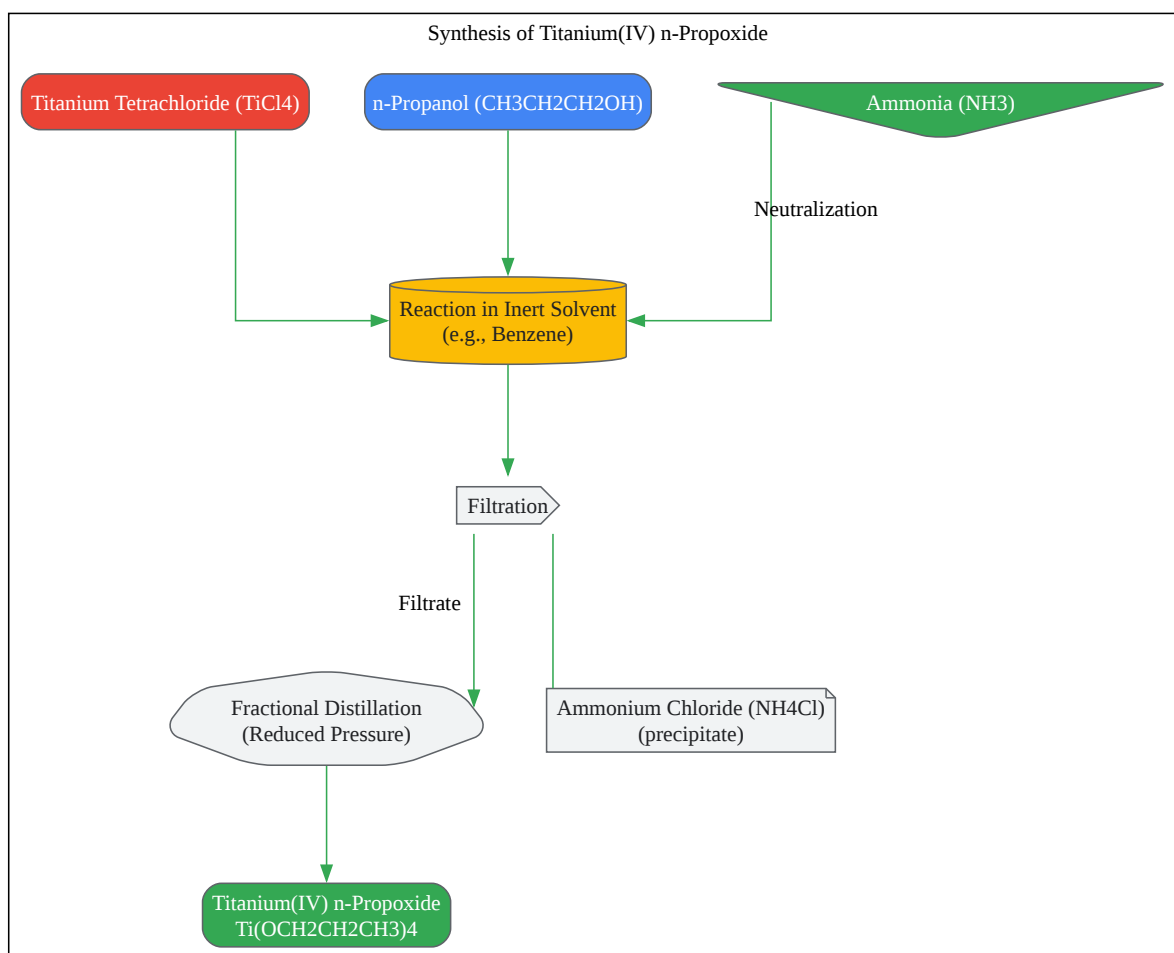 Synthesis of Titanium(IV) n-Propoxide
Titanium Tetrachloride (TiCl4)
n-Propanol (CH3CH2CH2OH)
Ammonia (NH3)
Neutralization
Reaction in Inert Solvent
(e.g., Benzene)
Filtration
Filtrate
Fractional Distillation
(Reduced Pressure)
Ammonium Chloride (NH4Cl)
(precipitate)
Titanium(IV) n-Propoxide
Ti(OCH2CH2CH3)4